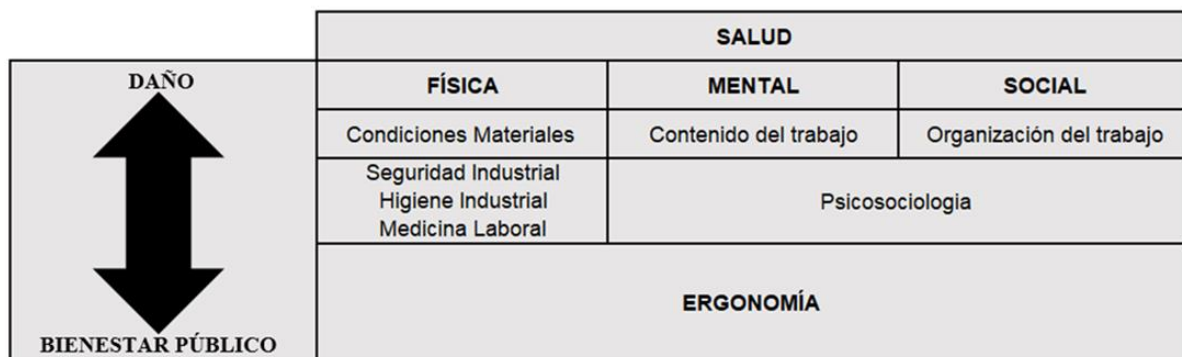 SALUD
DAÑO
FÍSICA
MENTAL
SOCIAL
Condiciones Materiales
Contenido del trabajo
Organización del trabajo
Seguridad Industrial
Higiene Industrial
Medicina Laboral
Psicosociologia
ERGONOMÍA
BIENESTAR PÚBLICO